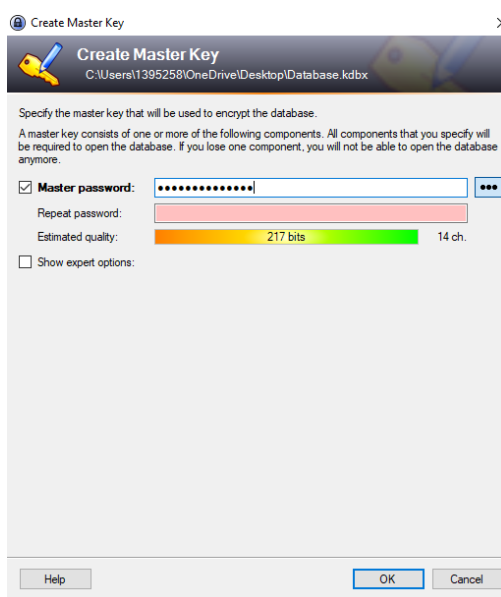 Create Master Key
Create Master Key
C:\Users\1395258\OneDrive\Desktop\Database.kdbx
Specify the master key that will be used to encrypt the database.
A master key consists of one or more of the following components. All components that you specify will
be required to open the database. If you lose one component, you will not be able to open the database
anymore.
Master password: ●●●●●●●●●●●●●●
Repeat password:
Estimated quality: 217 bits 14 ch.
Show expert options:
Help OK Cancel